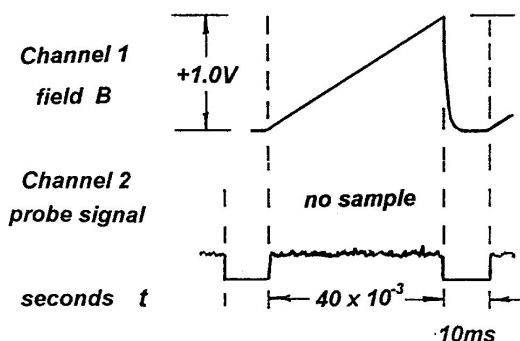 Channel 1
field B
+1.0V
Channel 2
probe signal
no sample
seconds t
40 x 10⁻³
10ms